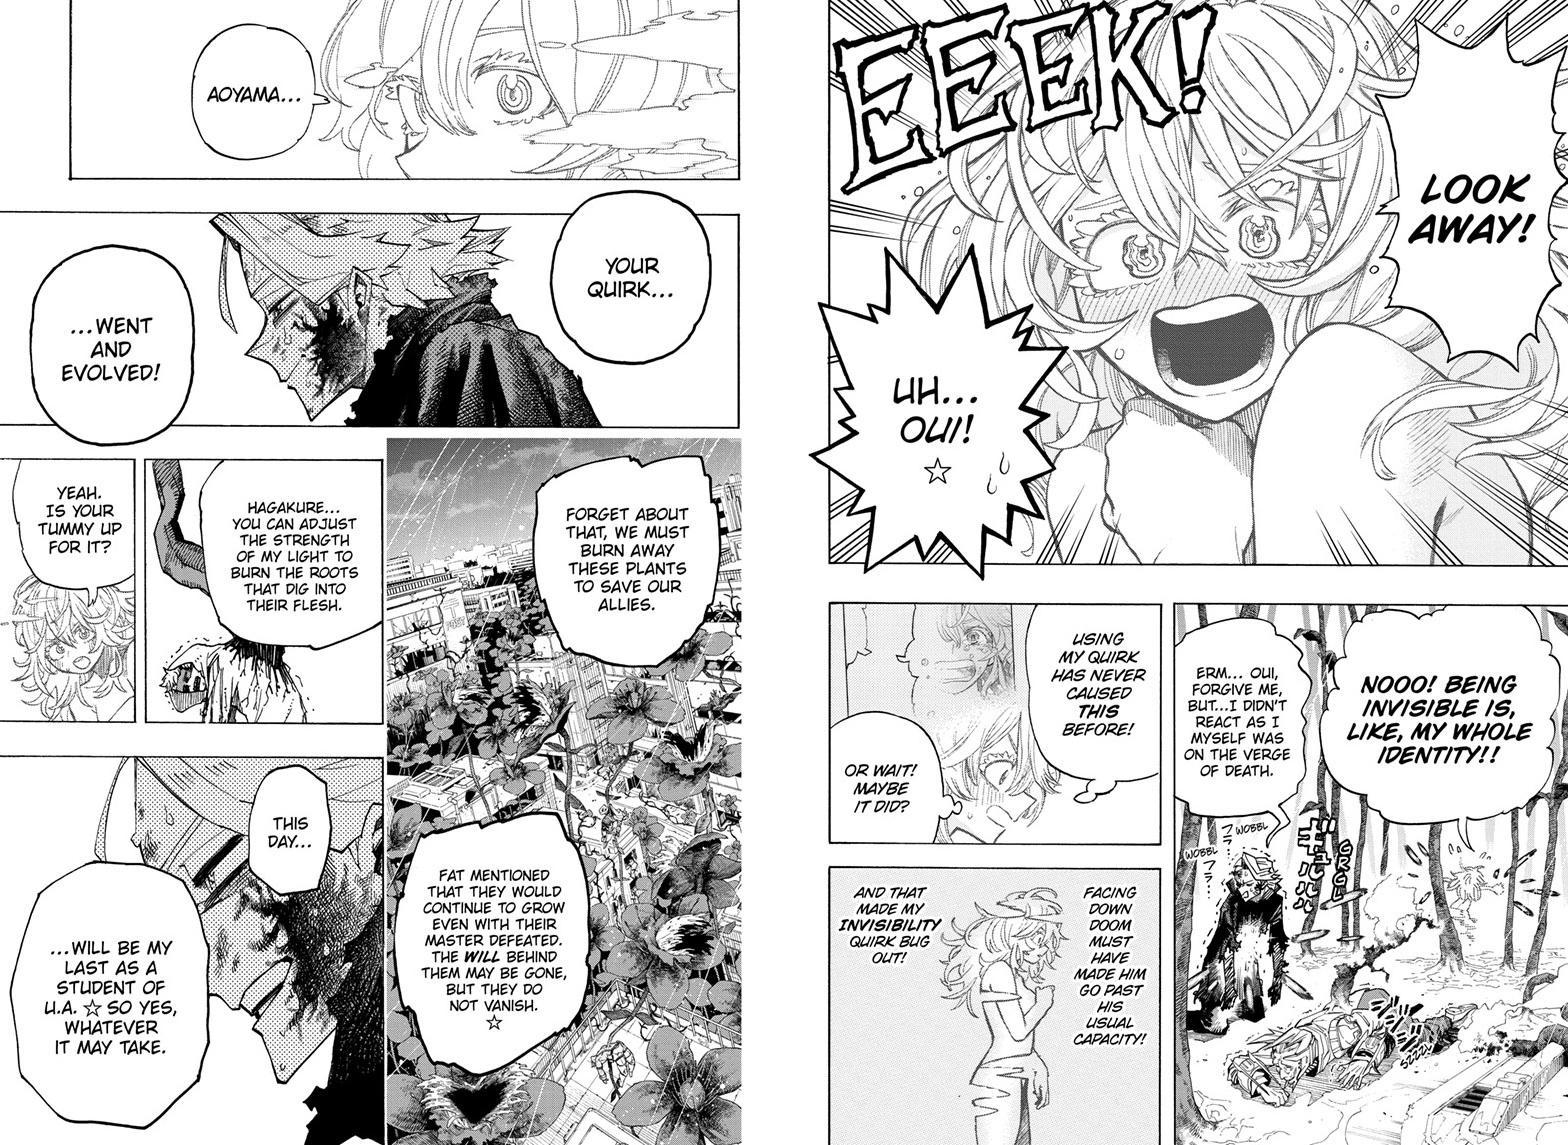 LOOK
AWAY!
EEEEK!
UH...
OUI!
☆
NOOO! BEING
INVISIBLE IS,
LIKE, MY WHOLE
IDENTITY!!
ERM... OUI,
FORGIVE ME,
BUT...I DIDN'T
REACT AS I
MYSELF WAS
ON THE VERGE
OF DEATH.
GRGL
WOBBL
WOBBL
SZZZL
USING
MY QUIRK
HAS NEVER
CAUSED
THIS
BEFORE!
OR WAIT!
MAYBE
IT DID?
FACING
DOWN
DOOM
MUST
HAVE
MADE HIM
GO PAST
HIS
USUAL
CAPACITY!
AND THAT
MADE MY
INVISIBILITY
QUIRK BUG
OUT!
AOYAMA...
YOUR
QUIRK...
...WENT
AND
EVOLVED!
FORGET ABOUT
THAT, WE MUST
BURN AWAY
THESE PLANTS
TO SAVE OUR
ALLIES.
FAT MENTIONED
THAT THEY WOULD
CONTINUE TO GROW
EVEN WITH THEIR
MASTER DEFEATED.
THE WILL BEHIND
THEM MAY BE GONE,
BUT THEY DO
NOT VANISH.
☆
HAGAKURE...
YOU CAN ADJUST
THE STRENGTH
OF MY LIGHT TO
BURN THE ROOTS
THAT DIG INTO
THEIR FLESH.
YEAH.
IS YOUR
TUMMY UP
FOR IT?
THIS
DAY...
...WILL BE MY
LAST AS A
STUDENT OF
U.A. ☆ SO YES,
WHATEVER
IT MAY TAKE.